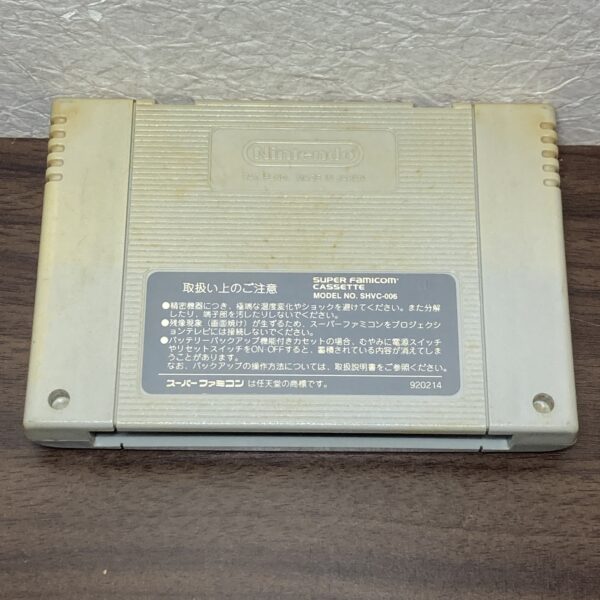 Nintendo
取扱い上のご注意
SUPER FAMICOM
CASSETTE
MODEL NO. SHVC-006
●精密機器につき、極端な温度変化やショックを避けてください。また分解
したり、端子部を汚したりしないでください。
●残像現象（画面焼け）が生ずるため、スーパーファミコンをプロジェクシ
ョンテレビには接続しないでください。
●バッテリーバックアップ機能付きカセットの場合、むやみに電源スイッチ
やリセットスイッチをON・OFFすると、蓄積されている内容が消えてしま
うことがあります。
なお、バックアップの操作方法については、取扱説明書をご参照ください。
スーパーファミコンは任天堂の商標です。
920214